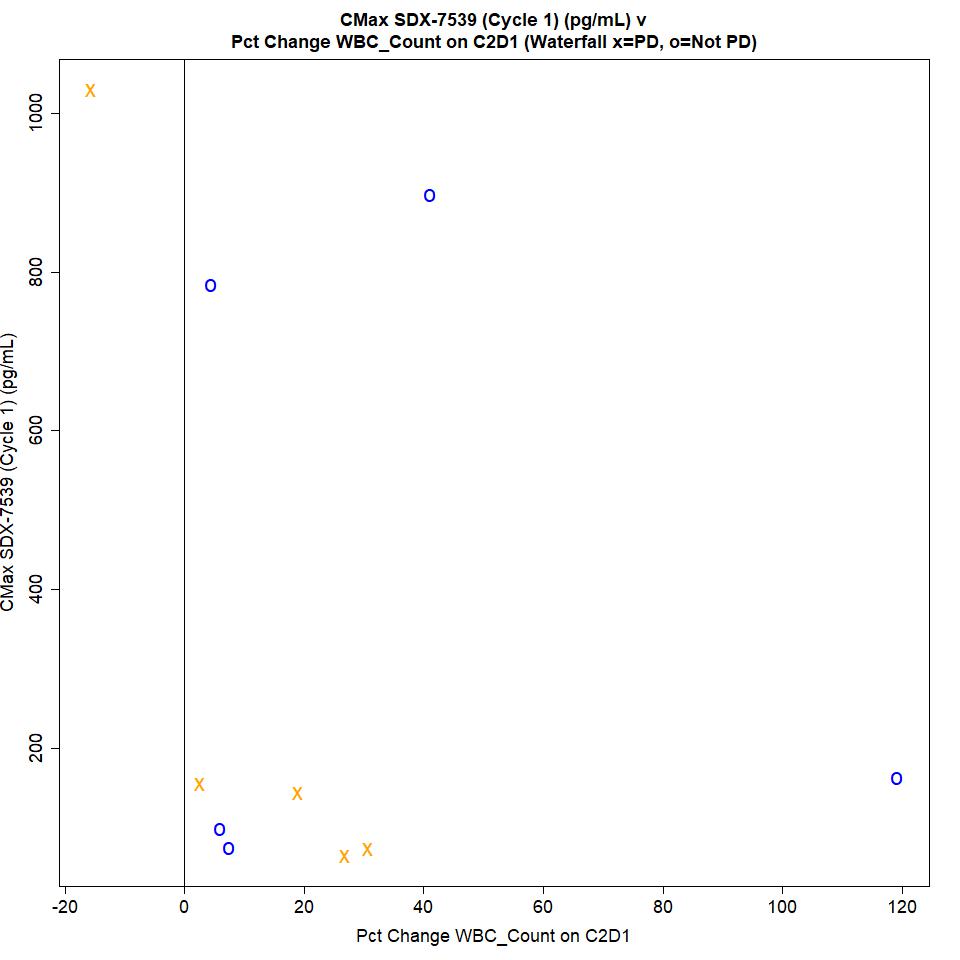 CMax SDX-7539 (Cycle 1) (pg/mL) v
Pct Change WBC_Count on C2D1 (Waterfall x=PD, o=Not PD)
CMax SDX-7539 (Cycle 1) (pg/mL)
1000
800
600
400
200
X
O
O
X
X
O
O
O
X
X
-20
0
20
40
60
80
100
120
Pct Change WBC_Count on C2D1